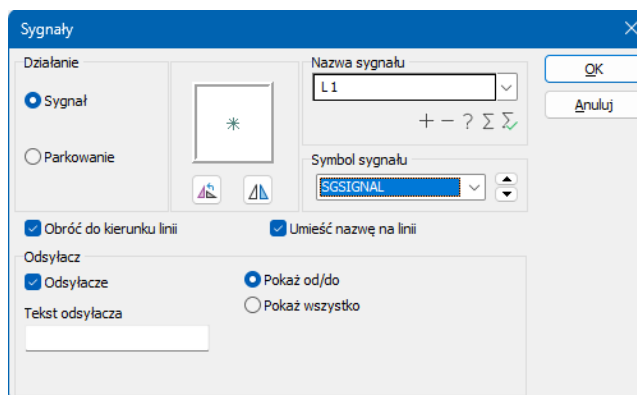 Sygnały
Działanie
Sygnał
Parkowanie
Nazwa sygnału
L1
+ − ? Σ Σ
Symbol sygnału
SGSIGNAL
OK
Anuluj
Obróć do kierunku linii
Umieść nazwę na linii
Odsyłacz
Odsyłacze
Pokaż od/do
Pokaż wszystko
Tekst odsyłacza